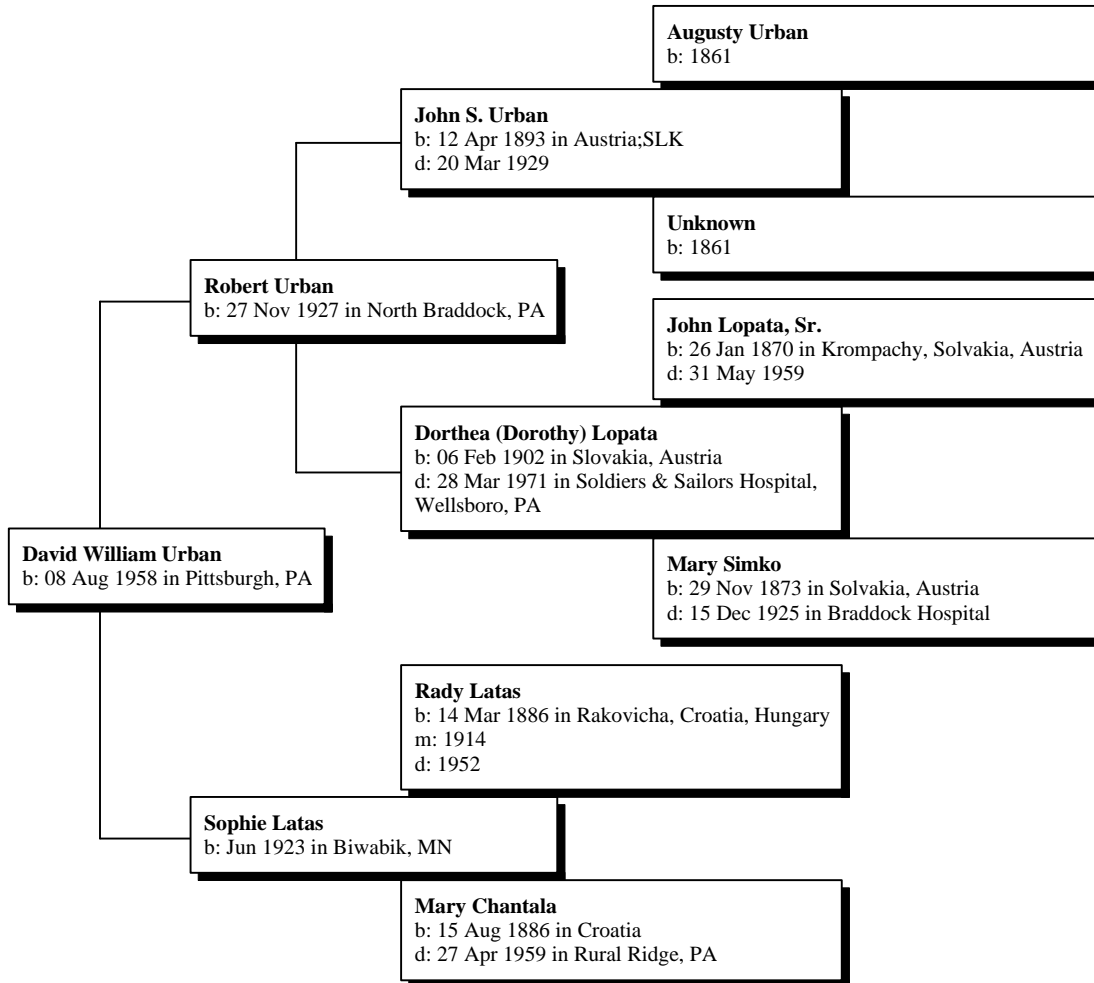 Augusty Urban
b: 1861
John S. Urban
b: 12 Apr 1893 in Austria;SLK
d: 20 Mar 1929
Unknown
b: 1861
Robert Urban
b: 27 Nov 1927 in North Braddock, PA
John Lopata, Sr.
b: 26 Jan 1870 in Krompachy, Solvakia, Austria
d: 31 May 1959
Dorthea (Dorothy) Lopata
b: 06 Feb 1902 in Slovakia, Austria
d: 28 Mar 1971 in Soldiers & Sailors Hospital,
Wellsboro, PA
David William Urban
b: 08 Aug 1958 in Pittsburgh, PA
Mary Simko
b: 29 Nov 1873 in Solvakia, Austria
d: 15 Dec 1925 in Braddock Hospital
Rady Latas
b: 14 Mar 1886 in Rakovicha, Croatia, Hungary
m: 1914
d: 1952
Sophie Latas
b: Jun 1923 in Biwabik, MN
Mary Chantala
b: 15 Aug 1886 in Croatia
d: 27 Apr 1959 in Rural Ridge, PA